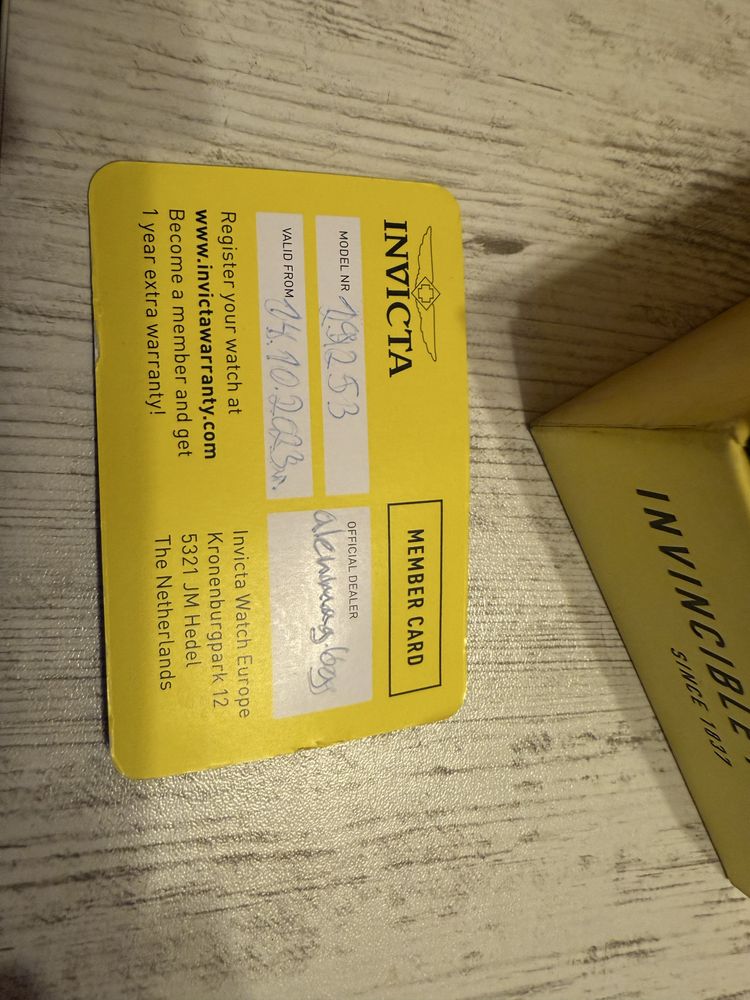 INVICTA
MEMBER CARD
MODEL NR 29253
VALID FROM 14.10.2023
OFFICIAL DEALER
Register your watch at
www.invictawarranty.com
Become a member and get
1 year extra warranty!
Invicta Watch Europe
Kronenburgpark 12
5321 JM Hedel
The Netherlands
INVINCIBLE
SINCE 1837